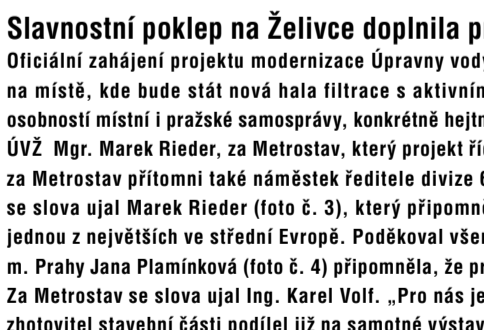 Slavnostní poklep na Želivce doplnila p
Oficiální zahájení projektu modernizace Úpravny vody
na místě, kde bude stát nová hala filtrace s aktivním
osobností místní i pražské samosprávy, konkrétně hejtm
ÚVŽ Mgr. Marek Rieder, za Metrostav, který projekt ří
za Metrostav přítomni také náměstek ředitele divize 6
se slova ujal Marek Rieder (foto č. 3), který připomně
jednou z největších ve střední Evropě. Poděkoval všem
m. Prahy Jana Plamínková (foto č. 4) připomněla, že pr
Za Metrostav se slova ujal Ing. Karel Volf. „Pro nás je
zhotovitel stavební části podílel již na samotné výstav